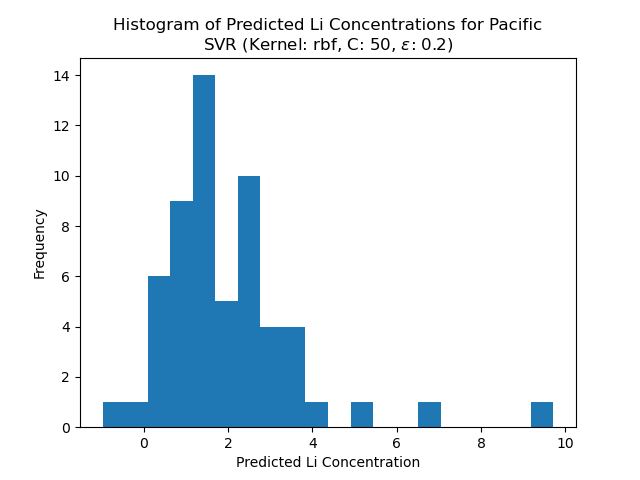 Histogram of Predicted Li Concentrations for Pacific
SVR (Kernel: rbf, C: 50, ε: 0.2)
14
12
10
8
6
4
2
0
Frequency
0 2 4 6 8 10
Predicted Li Concentration